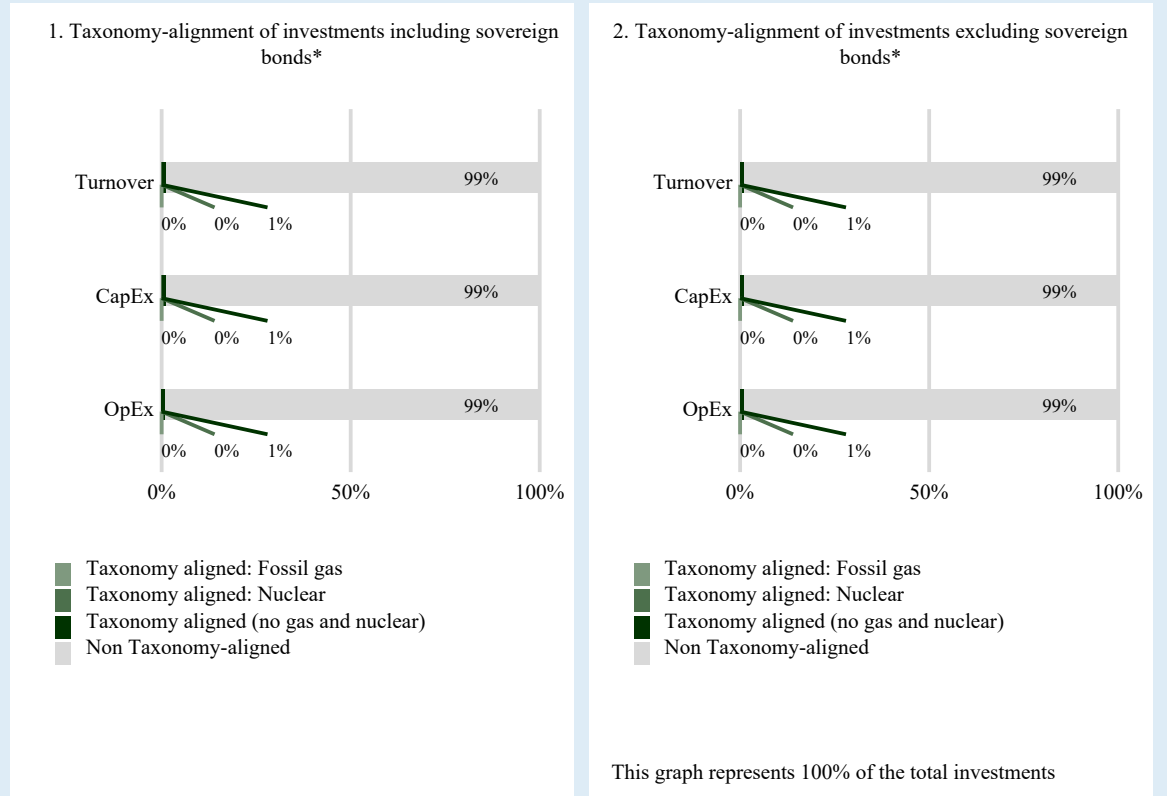 1. Taxonomy-alignment of investments including sovereign
bonds*
Turnover
99%
0% 0% 1%
CapEx
99%
0% 0% 1%
OpEx
99%
0% 0% 1%
0% 50% 100%
Taxonomy aligned: Fossil gas
Taxonomy aligned: Nuclear
Taxonomy aligned (no gas and nuclear)
Non Taxonomy-aligned
2. Taxonomy-alignment of investments excluding sovereign
bonds*
Turnover
99%
0% 0% 1%
CapEx
99%
0% 0% 1%
OpEx
99%
0% 0% 1%
0% 50% 100%
Taxonomy aligned: Fossil gas
Taxonomy aligned: Nuclear
Taxonomy aligned (no gas and nuclear)
Non Taxonomy-aligned
This graph represents 100% of the total investments